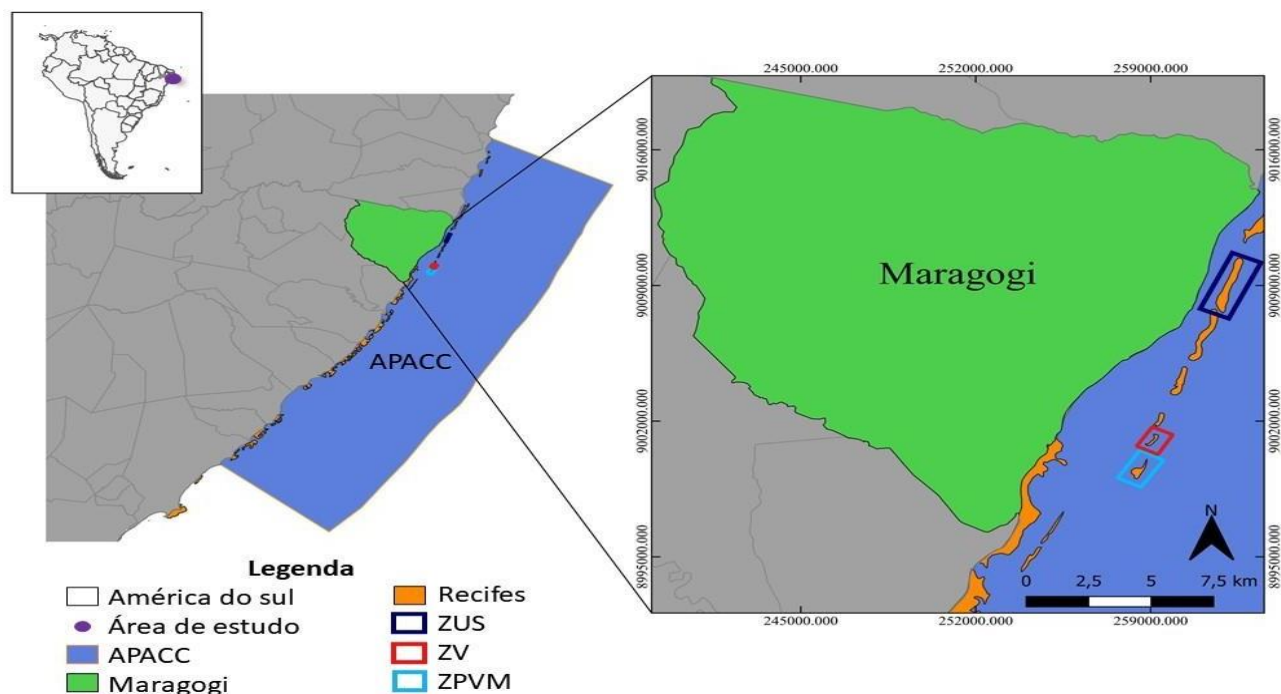 245000.000
252000.000
259000.000
9016000.000
9016000.000
Maragogi
9009000.000
9009000.000
APACC
9002000.000
9002000.000
N
8995000.000
8995000.000
0 2,5 5 7,5 km
245000.000
252000.000
259000.000
Legenda
América do sul
Área de estudo
APACC
Maragogi
Recifes
ZUS
ZV
ZPVM